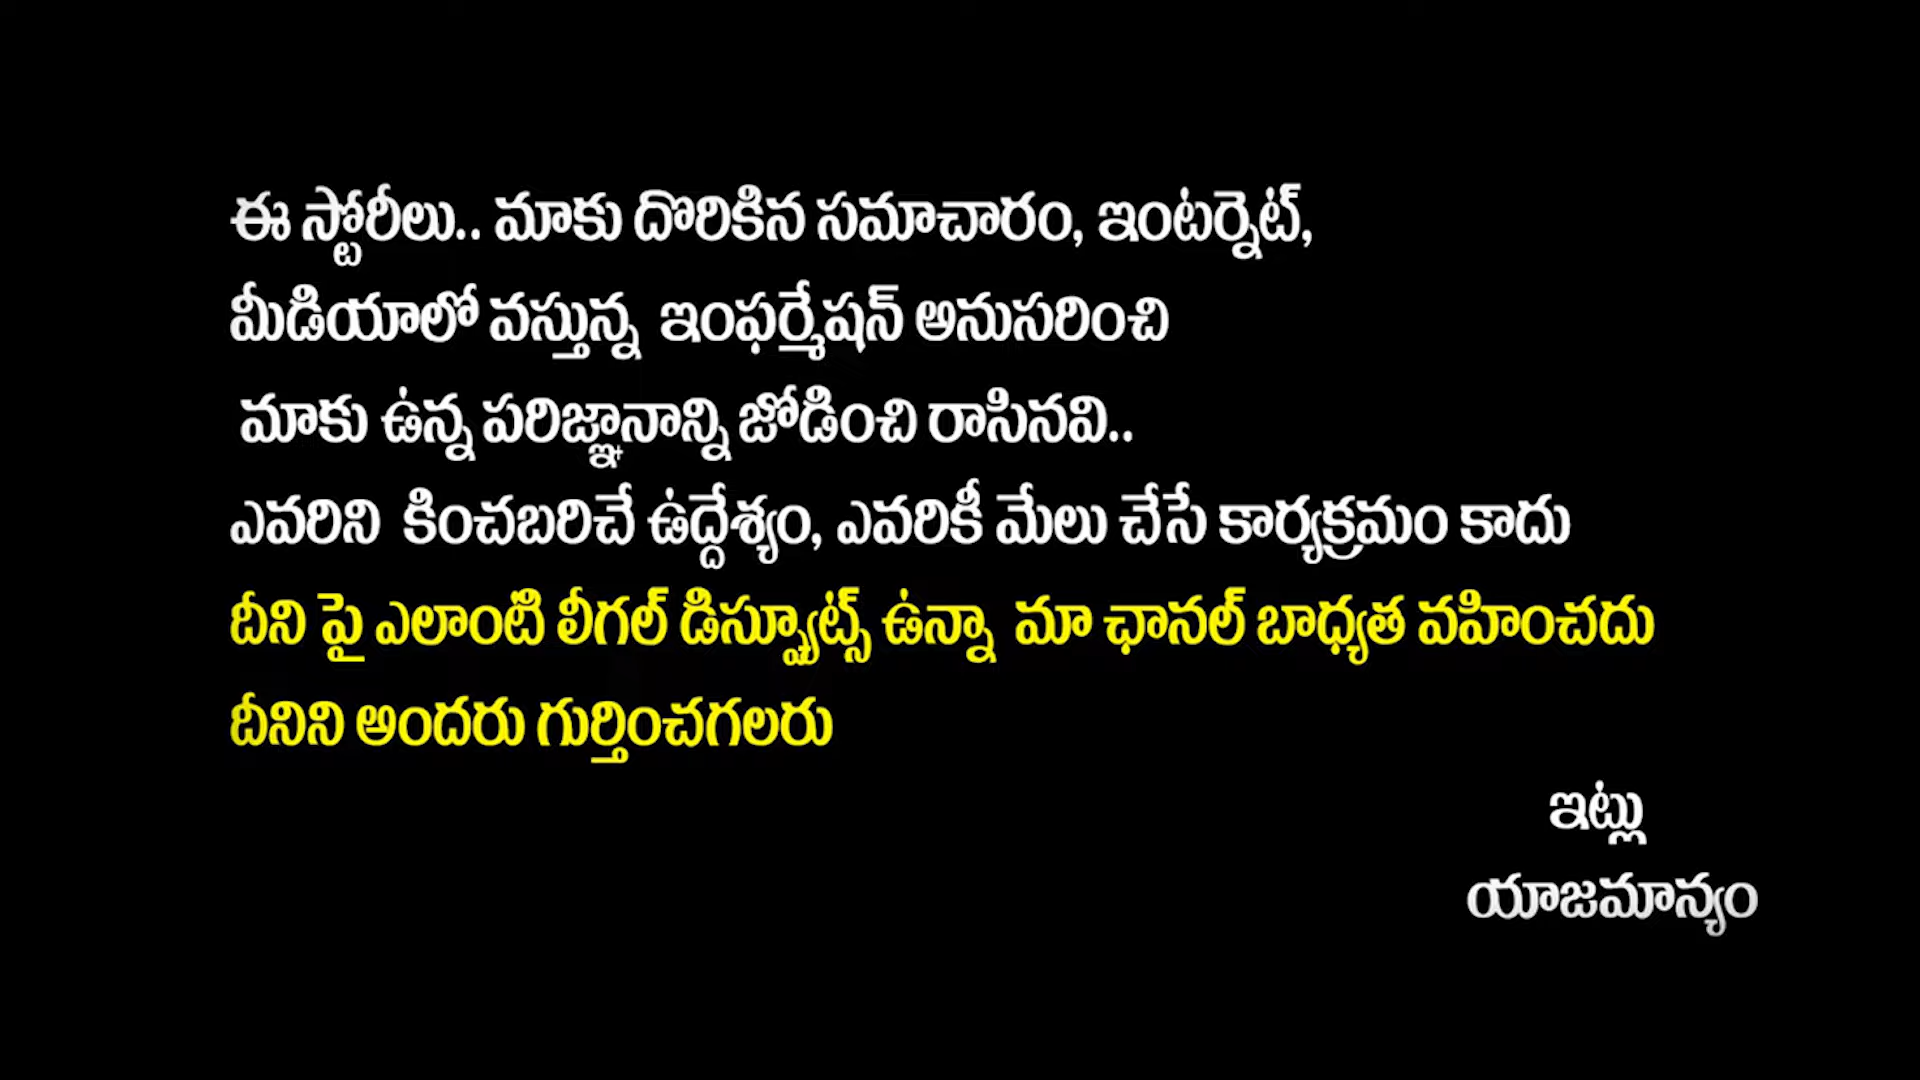 ఈ స్టోరీలు.. మాకు దొరికిన సమాచారం, ఇంటర్నెట్,
మీడియాలో వస్తున్న ఇంఫర్మేషన్ అనుసరించి
మాకు ఉన్న పరిజ్ఞానాన్ని జోడించి రాసినవి..
ఎవరిని కించబరిచే ఉద్దేశ్యం, ఎవరికీ మేలు చేసే కార్యక్రమం కాదు
దీని పై ఎలాంటి లీగల్ డిస్ప్యూట్స్ ఉన్నా మా ఛానల్ బాధ్యత వహించదు
దీనిని అందరు గుర్తించగలరు
ఇట్లు
యాజమాన్యం